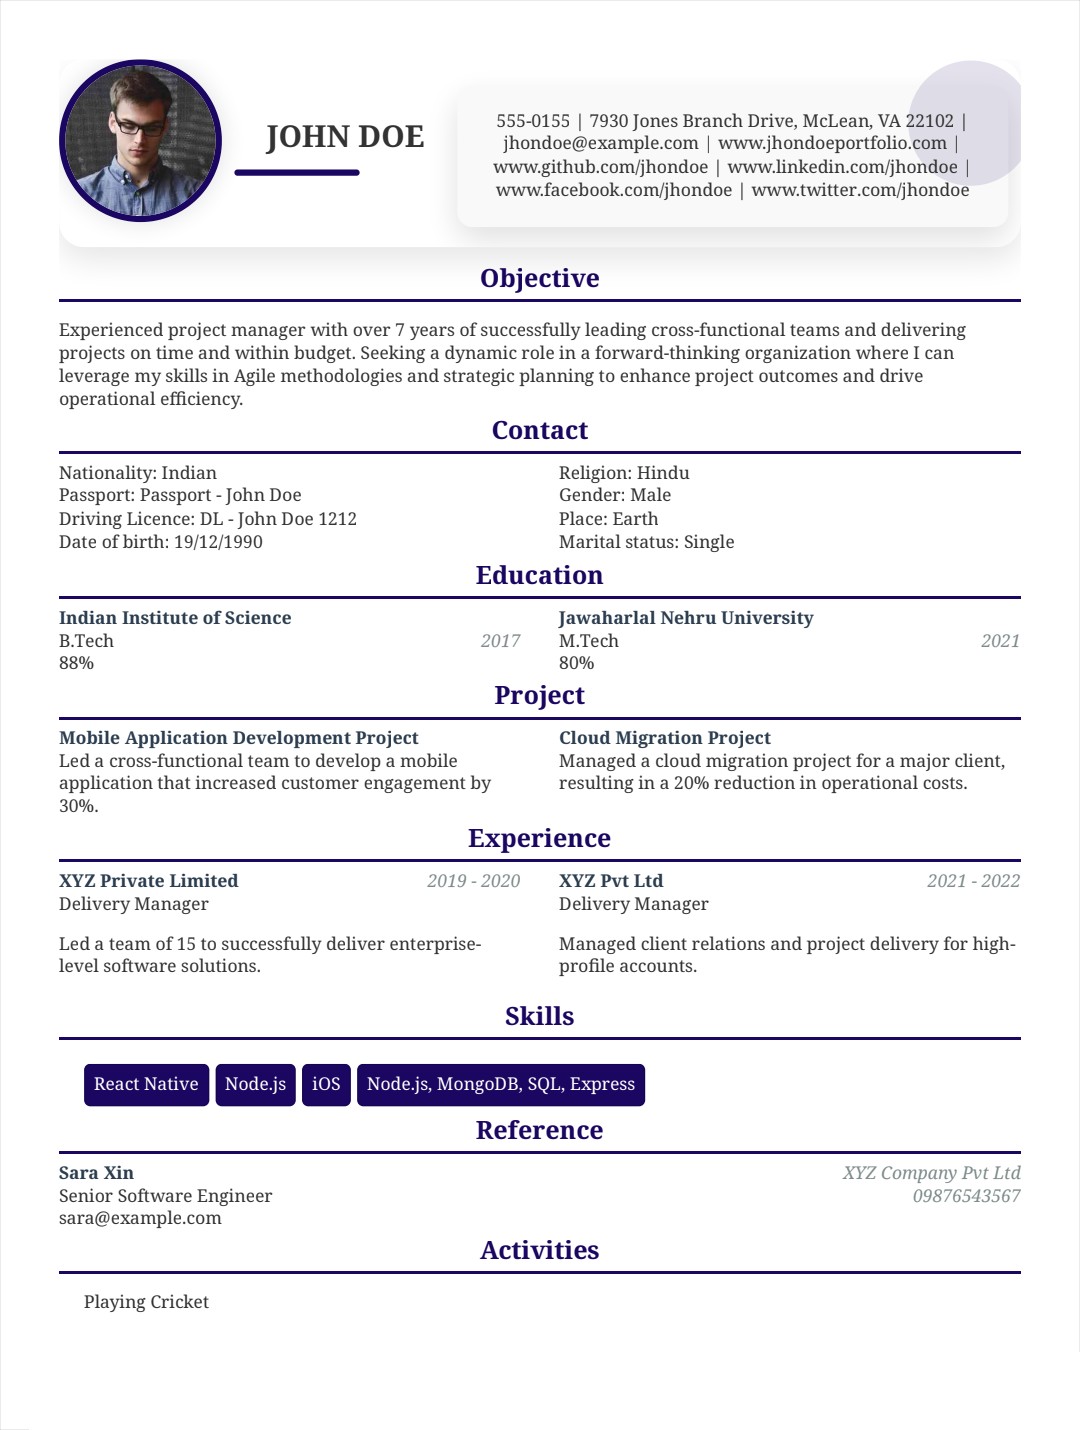 JOHN DOE
555-0155 | 7930 Jones Branch Drive, McLean, VA 22102 |
jhondoe@example.com | www.jhondoeportfolio.com |
www.github.com/jhondoe | www.linkedin.com/jhondoe |
www.facebook.com/jhondoe | www.twitter.com/jhondoe
Objective
Experienced project manager with over 7 years of successfully leading cross-functional teams and delivering
projects on time and within budget. Seeking a dynamic role in a forward-thinking organization where I can
leverage my skills in Agile methodologies and strategic planning to enhance project outcomes and drive
operational efficiency.
Contact
Nationality: Indian
Passport: Passport - John Doe
Driving Licence: DL - John Doe 1212
Date of birth: 19/12/1990
Religion: Hindu
Gender: Male
Place: Earth
Marital status: Single
Education
Indian Institute of Science
B.Tech 2017
88%
Jawaharlal Nehru University
M.Tech 2021
80%
Project
Mobile Application Development Project
Led a cross-functional team to develop a mobile
application that increased customer engagement by
30%.
Cloud Migration Project
Managed a cloud migration project for a major client,
resulting in a 20% reduction in operational costs.
Experience
XYZ Private Limited 2019 - 2020
Delivery Manager
Led a team of 15 to successfully deliver enterprise-
level software solutions.
XYZ Pvt Ltd 2021 - 2022
Delivery Manager
Managed client relations and project delivery for high-
profile accounts.
Skills
React Native Node.js iOS Node.js, MongoDB, SQL, Express
Reference
Sara Xin XYZ Company Pvt Ltd
Senior Software Engineer 09876543567
sara@example.com
Activities
Playing Cricket